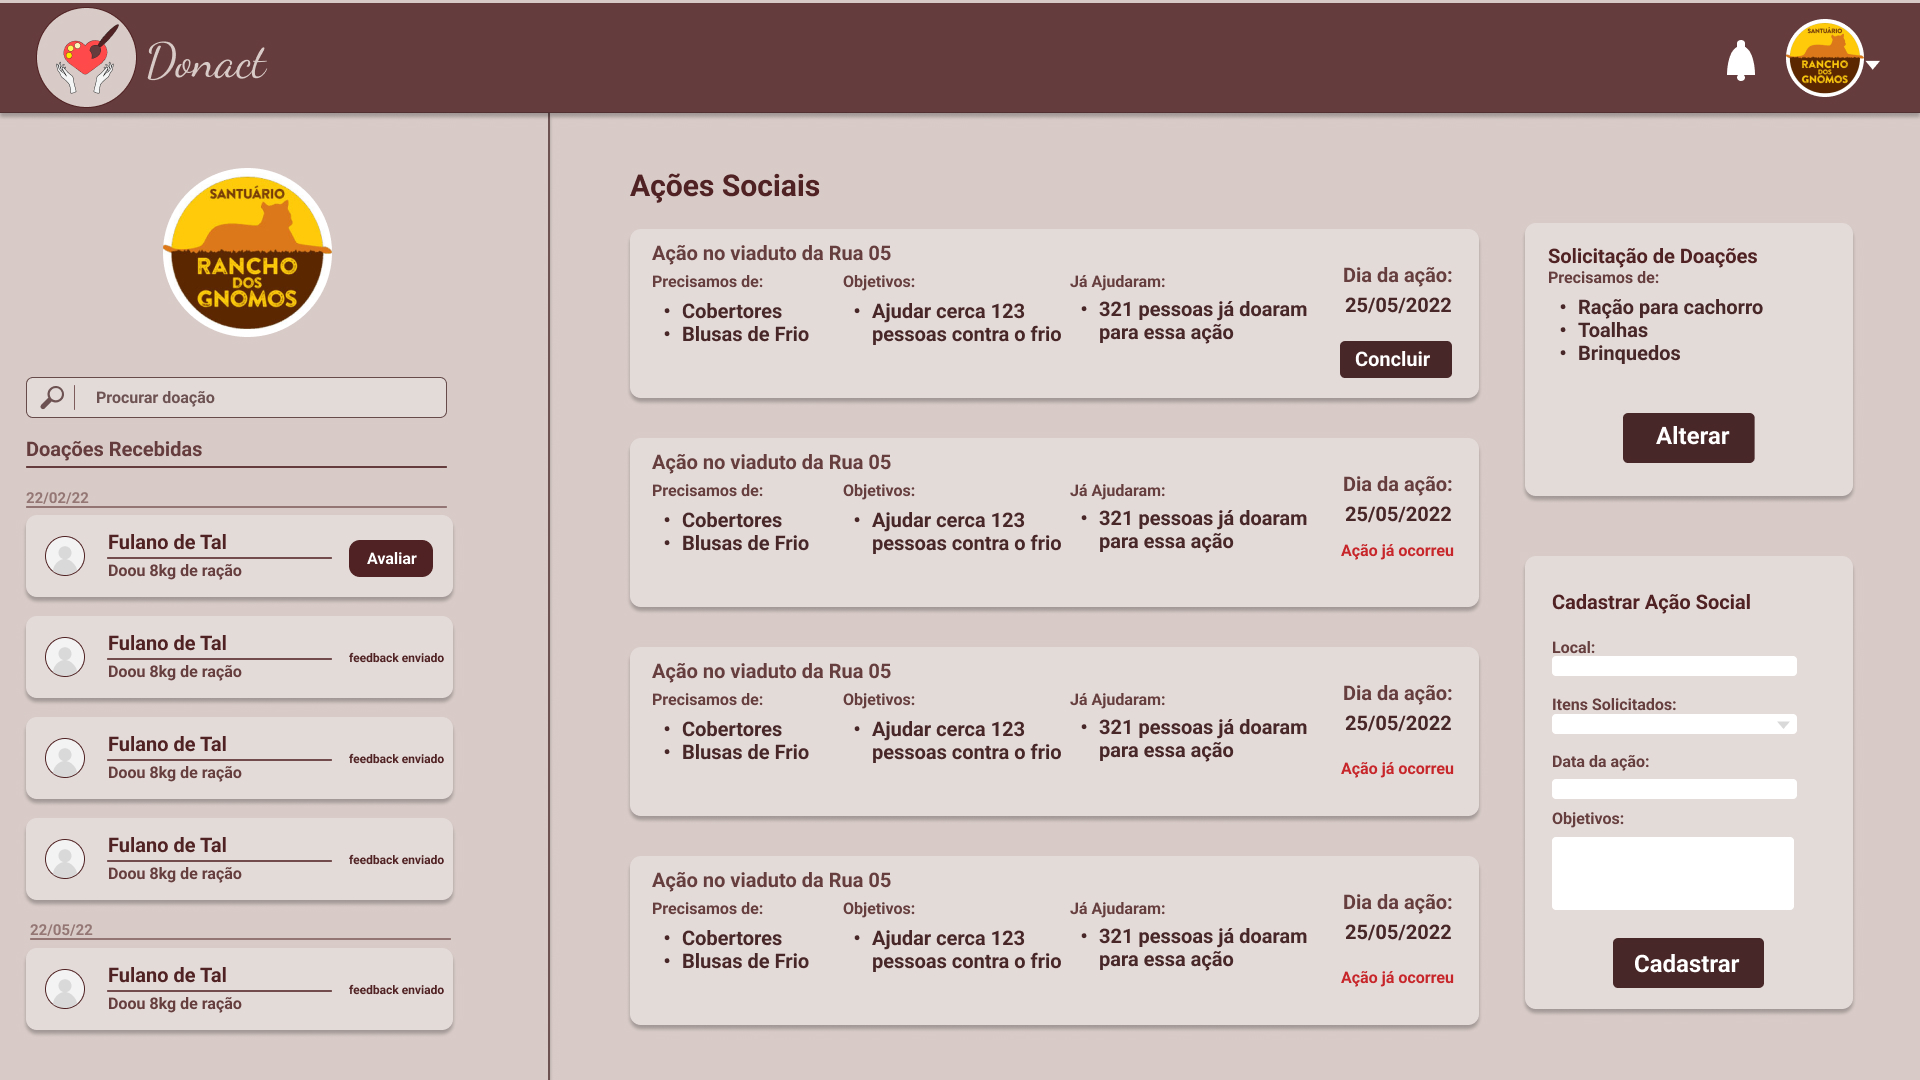 Donact
SANTUÁRIO
RANCHO
DOS
GNOMOS
SANTUÁRIO
RANCHO
DOS
GNOMOS
Procurar doação
Doações Recebidas
22/02/22
Fulano de Tal
Doou 8kg de ração
Avaliar
Fulano de Tal
Doou 8kg de ração
feedback enviado
Fulano de Tal
Doou 8kg de ração
feedback enviado
Fulano de Tal
Doou 8kg de ração
feedback enviado
22/05/22
Fulano de Tal
Doou 8kg de ração
feedback enviado
Ações Sociais
Ação no viaduto da Rua 05
Precisamos de:
• Cobertores
• Blusas de Frio
Objetivos:
• Ajudar cerca 123
pessoas contra o frio
Já Ajudaram:
• 321 pessoas já doaram
para essa ação
Dia da ação:
25/05/2022
Concluir
Ação no viaduto da Rua 05
Precisamos de:
• Cobertores
• Blusas de Frio
Objetivos:
• Ajudar cerca 123
pessoas contra o frio
Já Ajudaram:
• 321 pessoas já doaram
para essa ação
Dia da ação:
25/05/2022
Ação já ocorreu
Ação no viaduto da Rua 05
Precisamos de:
• Cobertores
• Blusas de Frio
Objetivos:
• Ajudar cerca 123
pessoas contra o frio
Já Ajudaram:
• 321 pessoas já doaram
para essa ação
Dia da ação:
25/05/2022
Ação já ocorreu
Ação no viaduto da Rua 05
Precisamos de:
• Cobertores
• Blusas de Frio
Objetivos:
• Ajudar cerca 123
pessoas contra o frio
Já Ajudaram:
• 321 pessoas já doaram
para essa ação
Dia da ação:
25/05/2022
Ação já ocorreu
Solicitação de Doações
Precisamos de:
• Ração para cachorro
• Toalhas
• Brinquedos
Alterar
Cadastrar Ação Social
Local:
Itens Solicitados:
Data da ação:
Objetivos:
Cadastrar